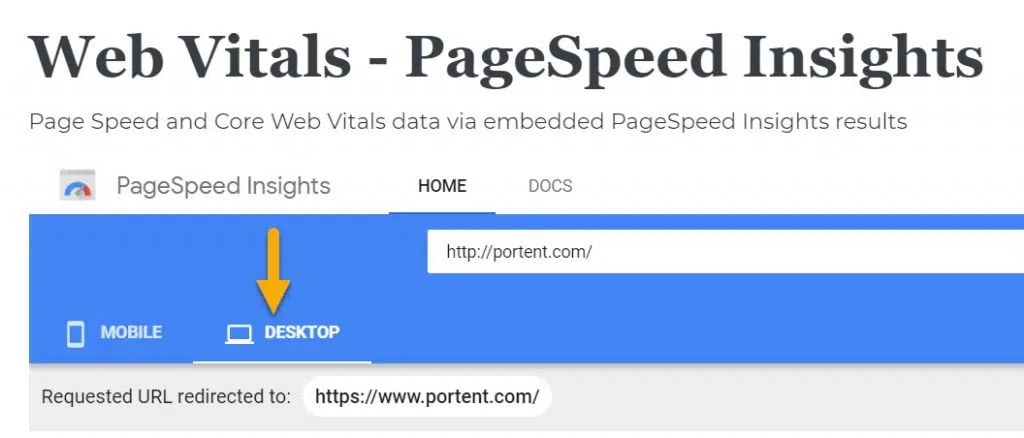 Web Vitals - PageSpeed Insights
Page Speed and Core Web Vitals data via embedded PageSpeed Insights results
PageSpeed Insights HOME DOCS
http://portent.com/
MOBILE DESKTOP
Requested URL redirected to: https://www.portent.com/